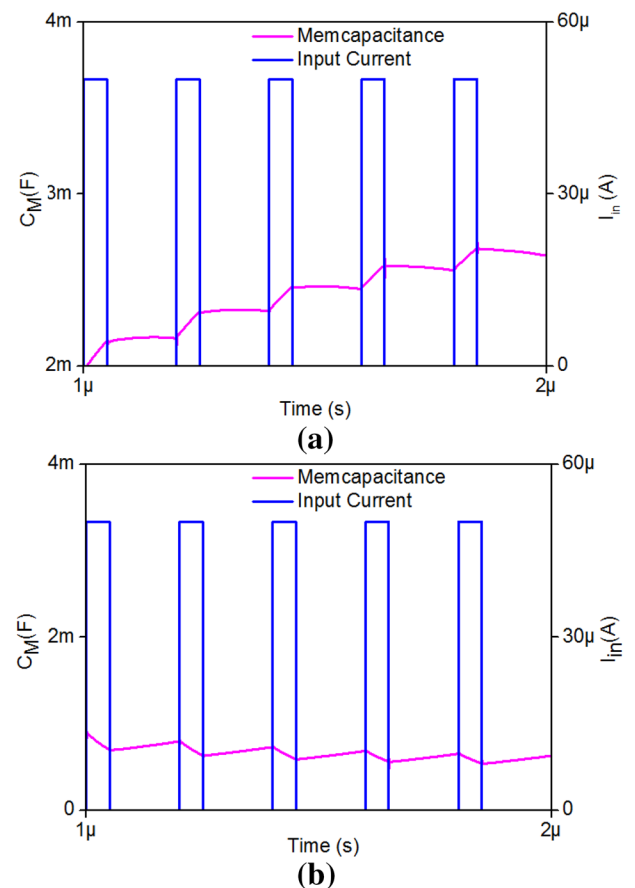 4m
Memcapacitance
Input Current
60µ
C_M(F)
3m
30µ
I_in (A)
2m
0
1µ
2µ
Time (s)
(a)
4m
Memcapacitance
Input Current
60µ
C_M(F)
2m
30µ
I_in(A)
0
0
1µ
2µ
Time (s)
(b)